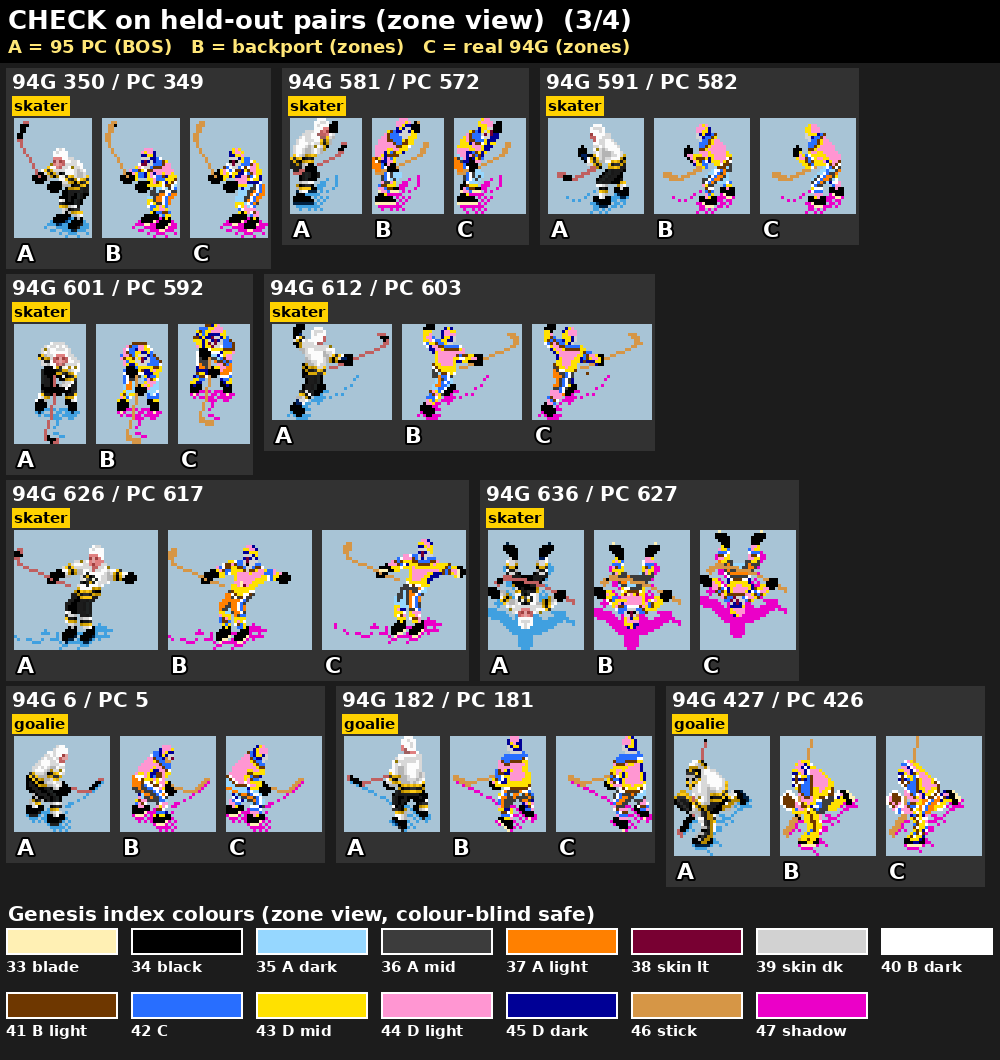 CHECK on held-out pairs (zone view)  (3/4)
A = 95 PC (BOS)   B = backport (zones)   C = real 94G (zones)
94G 350 / PC 349
skater
A B C
94G 581 / PC 572
skater
A B C
94G 591 / PC 582
skater
A B C
94G 601 / PC 592
skater
A B C
94G 612 / PC 603
skater
A B C
94G 626 / PC 617
skater
A B C
94G 636 / PC 627
skater
A B C
94G 6 / PC 5
goalie
A B C
94G 182 / PC 181
goalie
A B C
94G 427 / PC 426
goalie
A B C
Genesis index colours (zone view, colour-blind safe)
33 blade 34 black 35 A dark 36 A mid 37 A light 38 skin lt 39 skin dk 40 B dark
41 B light 42 C 43 D mid 44 D light 45 D dark 46 stick 47 shadow